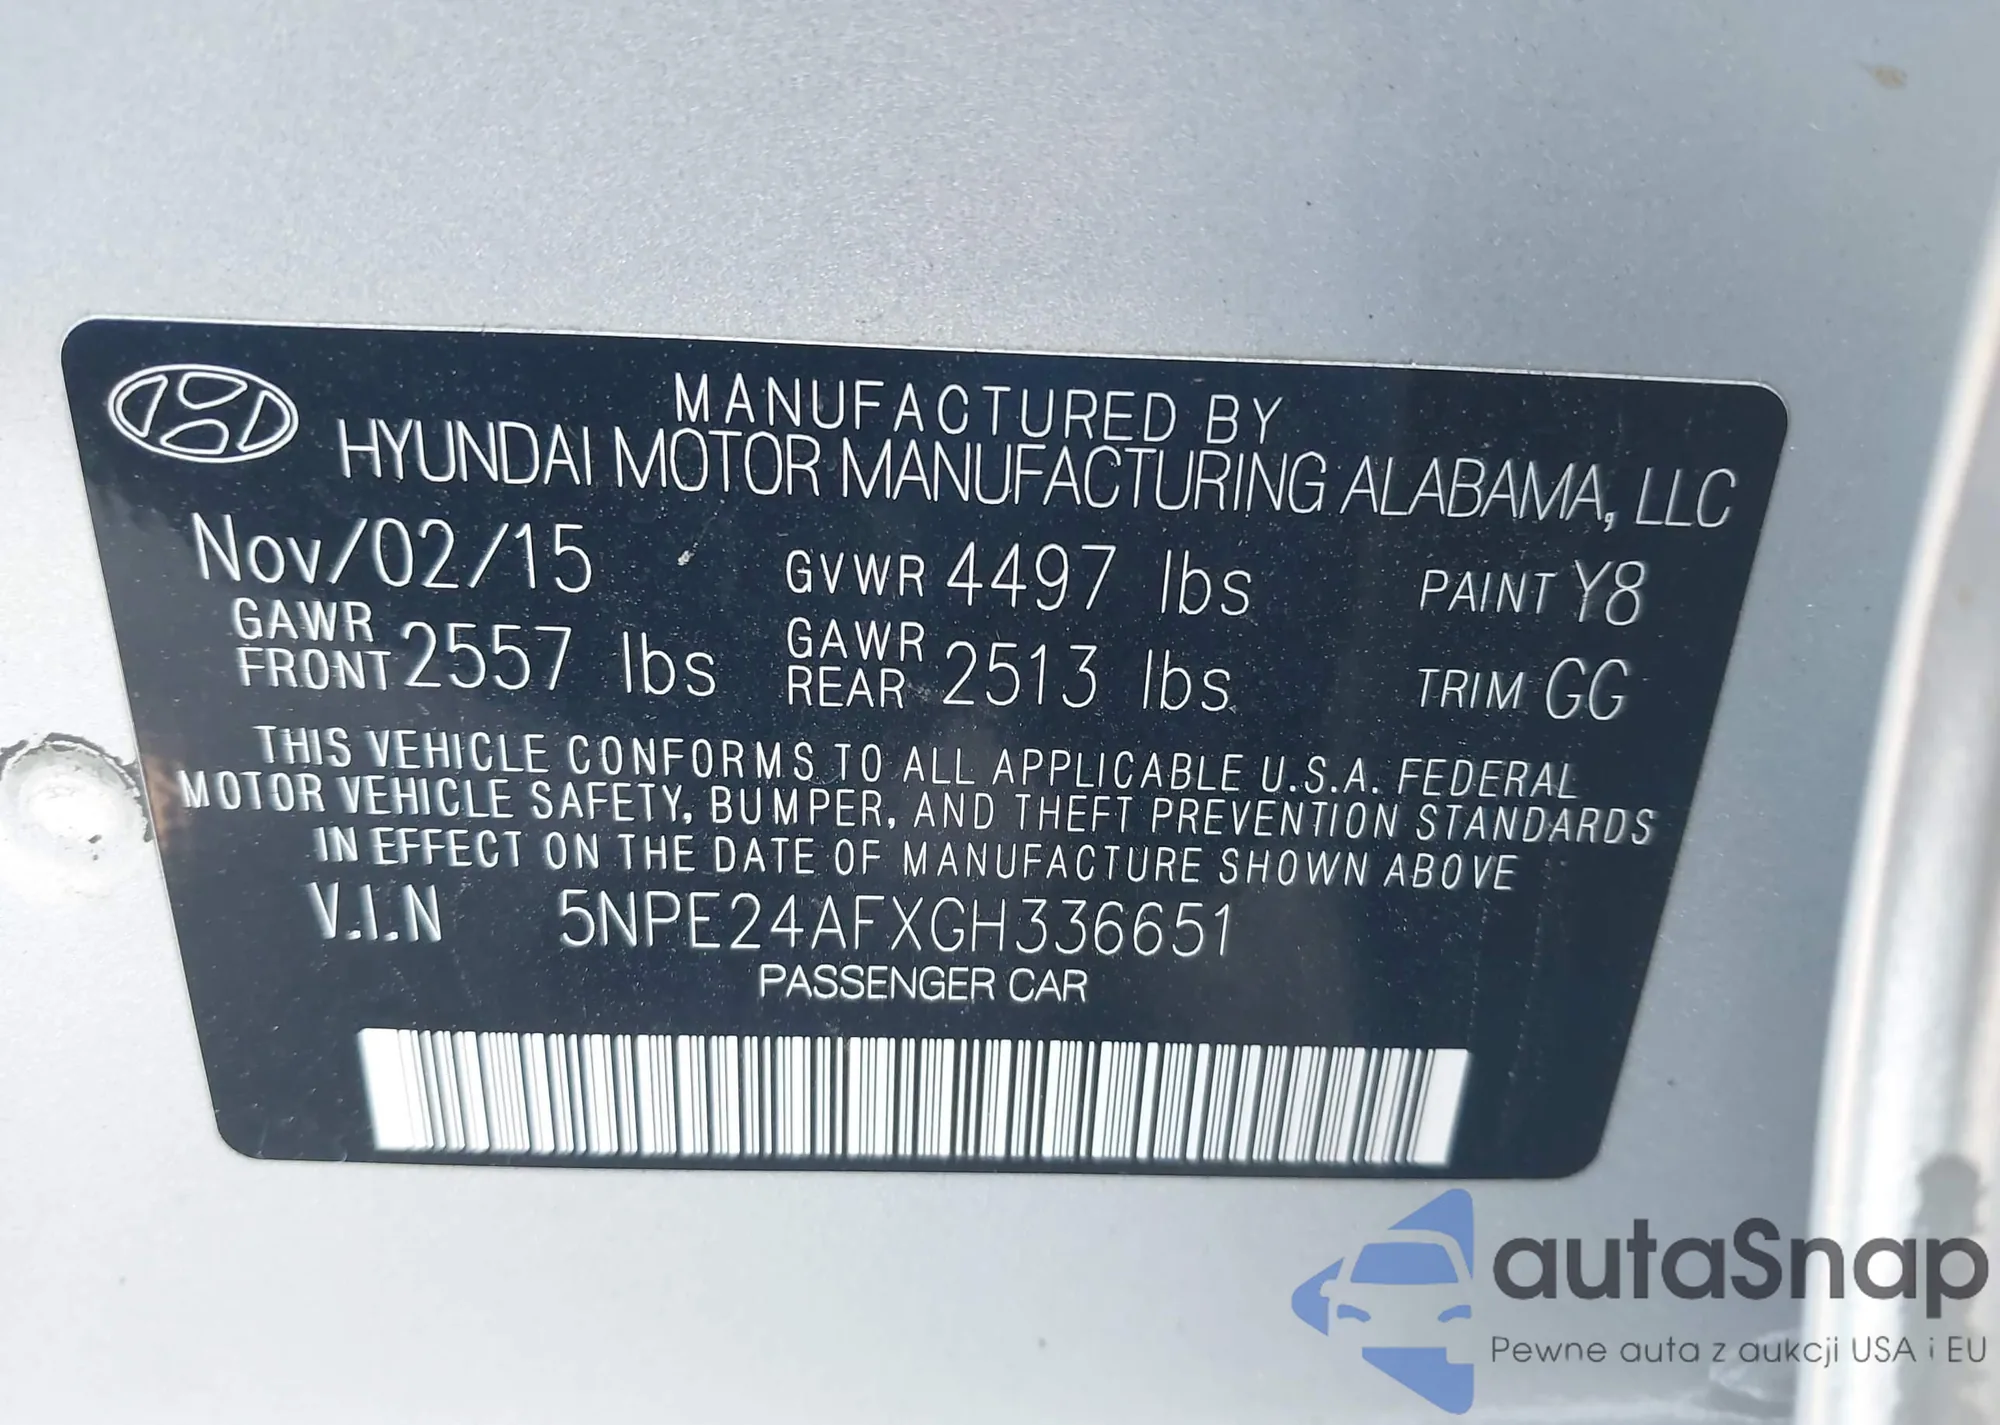 MANUFACTURED BY
HYUNDAI MOTOR MANUFACTURING ALABAMA, LLC
Nov/02/15 GVWR 4497 lbs PAINT Y8
GAWR FRONT 2557 lbs GAWR REAR 2513 lbs TRIM GG
THIS VEHICLE CONFORMS TO ALL APPLICABLE U.S.A. FEDERAL
MOTOR VEHICLE SAFETY, BUMPER, AND THEFT PREVENTION STANDARDS
IN EFFECT ON THE DATE OF MANUFACTURE SHOWN ABOVE
V.I.N 5NPE24AFXGH336651
PASSENGER CAR
autaSnap
Pewne auta z aukcji USA i EU